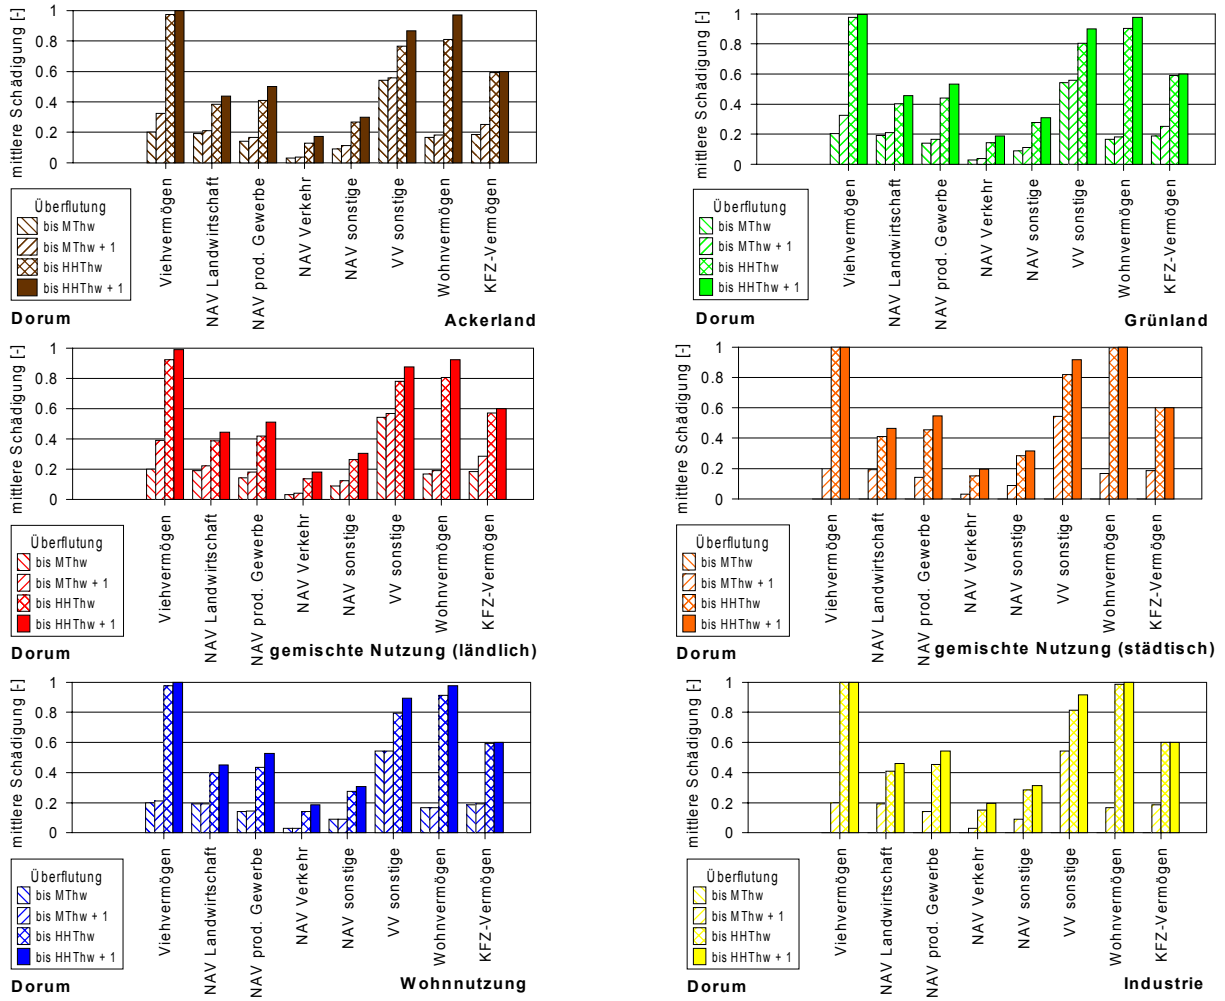 mittlere Schädigung [-]
1
0.8
0.6
0.4
0.2
0
Viehvermögen
NAV Landwirtschaft
NAV prod. Gewerbe
NAV Verkehr
NAV sonstige
VV sonstige
Wohnvermögen
KFZ-Vermögen
Überflutung
bis MThw
bis MThw + 1
bis HHThw
bis HHThw + 1
Dorum
Ackerland
mittlere Schädigung [-]
1
0.8
0.6
0.4
0.2
0
Viehvermögen
NAV Landwirtschaft
NAV prod. Gewerbe
NAV Verkehr
NAV sonstige
VV sonstige
Wohnvermögen
KFZ-Vermögen
Überflutung
bis MThw
bis MThw + 1
bis HHThw
bis HHThw + 1
Dorum
Grünland
mittlere Schädigung [-]
1
0.8
0.6
0.4
0.2
0
Viehvermögen
NAV Landwirtschaft
NAV prod. Gewerbe
NAV Verkehr
NAV sonstige
VV sonstige
Wohnvermögen
KFZ-Vermögen
Überflutung
bis MThw
bis MThw + 1
bis HHThw
bis HHThw + 1
Dorum
gemischte Nutzung (ländlich)
mittlere Schädigung [-]
1
0.8
0.6
0.4
0.2
0
Viehvermögen
NAV Landwirtschaft
NAV prod. Gewerbe
NAV Verkehr
NAV sonstige
VV sonstige
Wohnvermögen
KFZ-Vermögen
Überflutung
bis MThw
bis MThw + 1
bis HHThw
bis HHThw + 1
Dorum
gemischte Nutzung (städtisch)
mittlere Schädigung [-]
1
0.8
0.6
0.4
0.2
0
Viehvermögen
NAV Landwirtschaft
NAV prod. Gewerbe
NAV Verkehr
NAV sonstige
VV sonstige
Wohnvermögen
KFZ-Vermögen
Überflutung
bis MThw
bis MThw + 1
bis HHThw
bis HHThw + 1
Dorum
Wohnnutzung
mittlere Schädigung [-]
1
0.8
0.6
0.4
0.2
0
Viehvermögen
NAV Landwirtschaft
NAV prod. Gewerbe
NAV Verkehr
NAV sonstige
VV sonstige
Wohnvermögen
KFZ-Vermögen
Überflutung
bis MThw
bis MThw + 1
bis HHThw
bis HHThw + 1
Dorum
Industrie